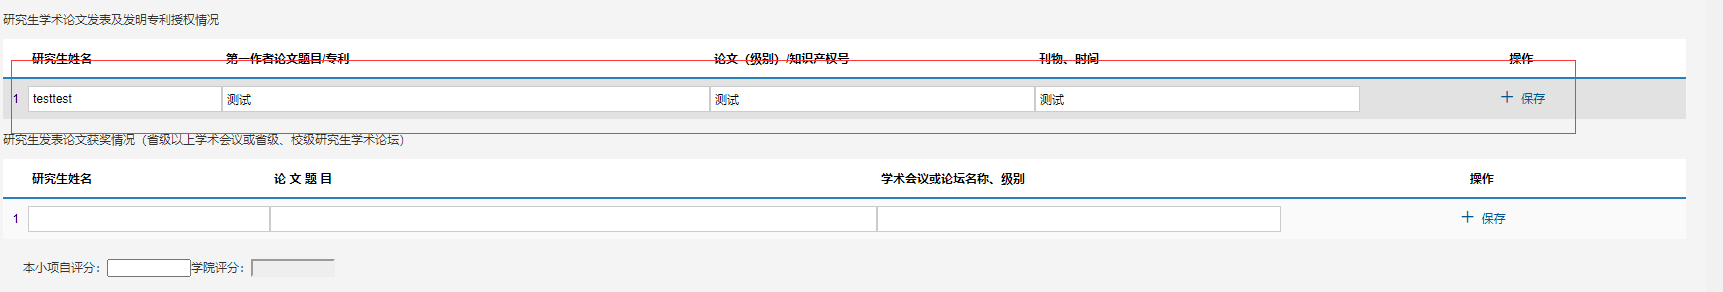 研究生学术论文发表及发明专利授权情况
研究生姓名 第一作者论文题目/专利 论文（级别）/知识产权号 刊物、时间 操作
1 testtest 测试 测试 测试 + 保存
研究生发表论文获奖情况（省级以上学术会议或省级、校级研究生学术论坛）
研究生姓名 论 文 题 目 学术会议或论坛名称、级别 操作
1 + 保存
本小项目自评分： 学院评分：